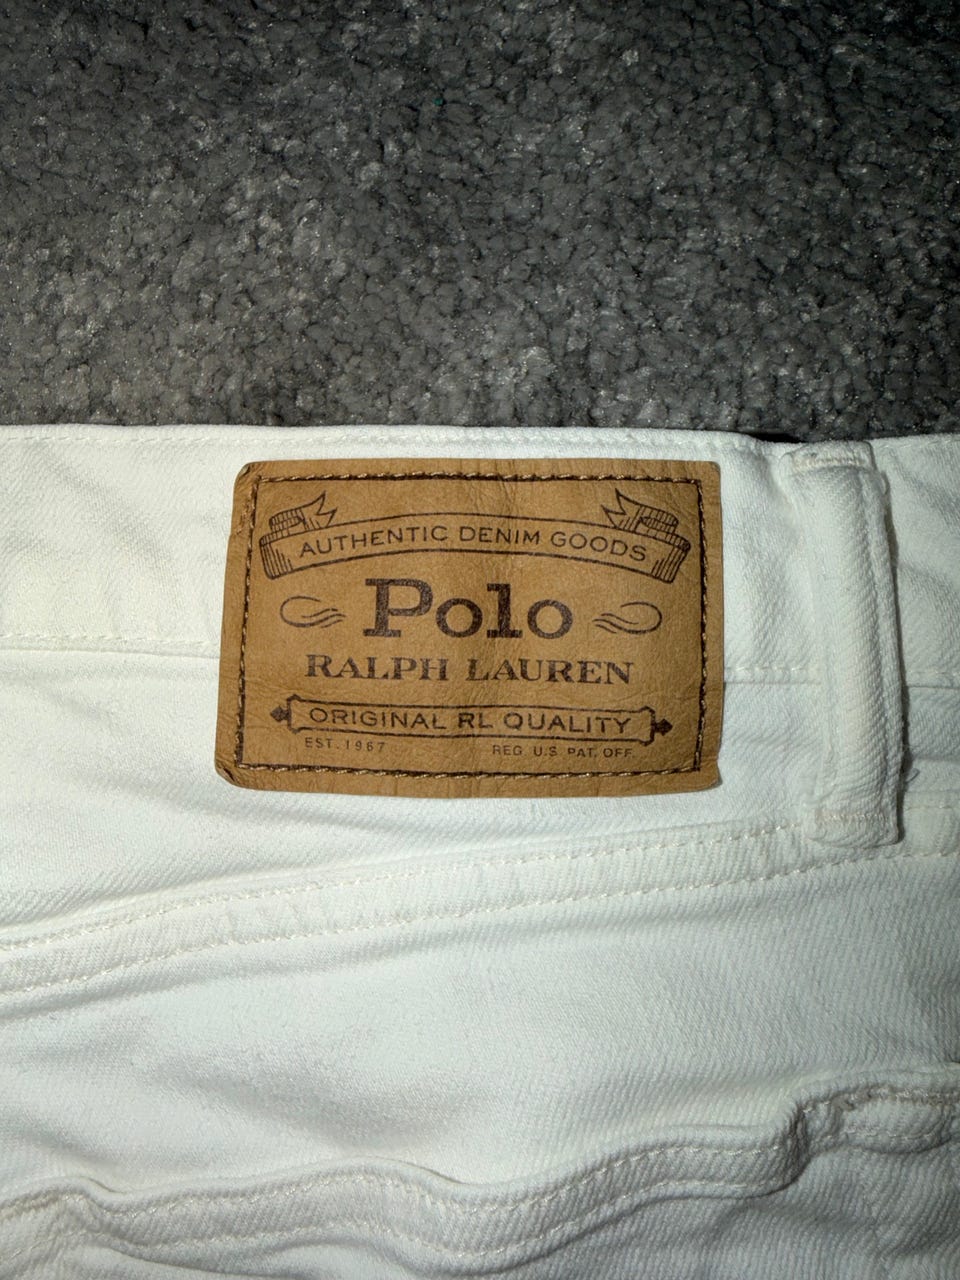 AUTHENTIC DENIM GOODS
Polo
RALPH LAUREN
ORIGINAL RL QUALITY
EST. 1967 REG. U.S. PAT. OFF.